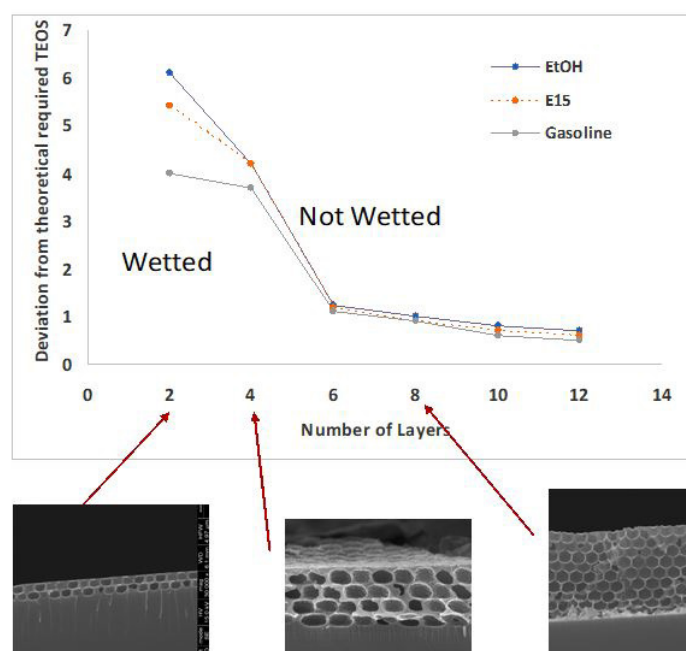 7
6
5
4
3
2
1
0
Deviation from theoretical required TEOS
EtOH
E15
Gasoline
Not Wetted
Wetted
0 2 4 6 8 10 12 14
Number of Layers